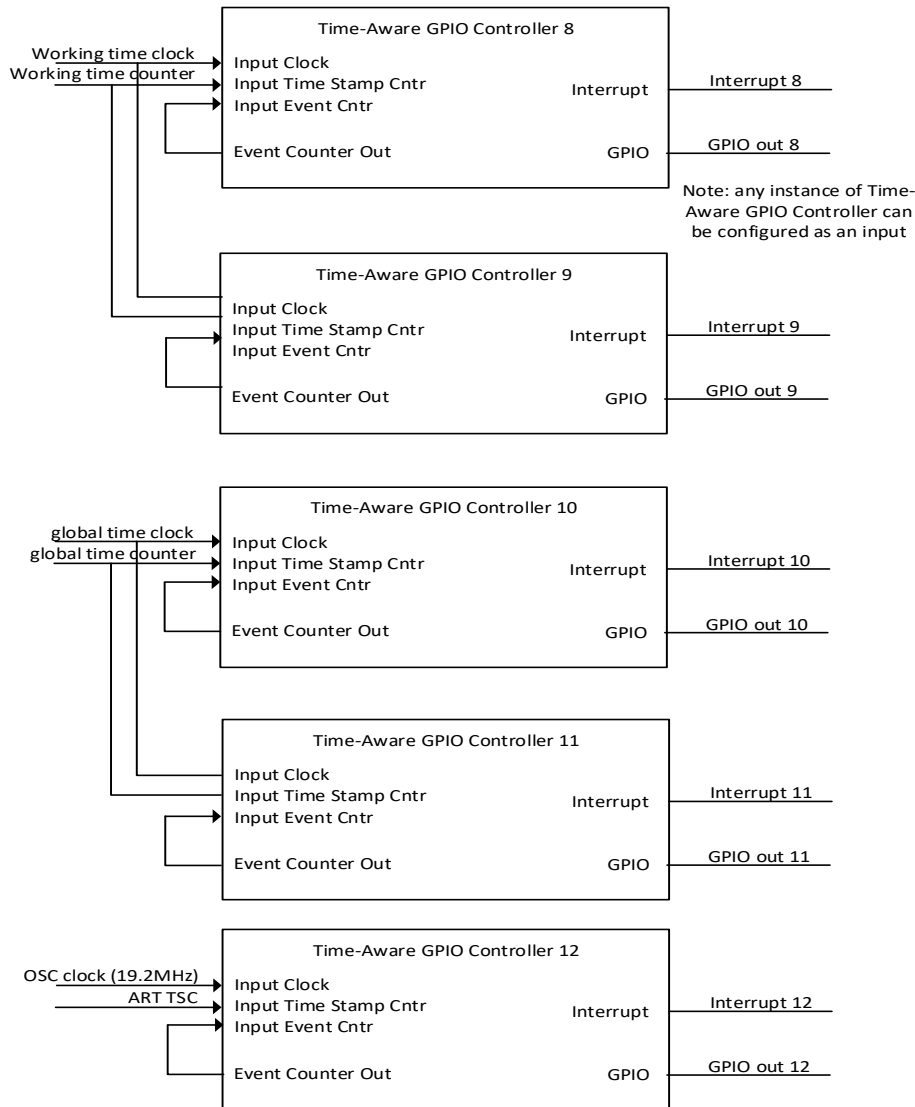 Time-Aware GPIO Controller 8
Working time clock
Input Clock
Working time counter
Input Time Stamp Cntr
Interrupt
Interrupt 8
Input Event Cntr
Event Counter Out
GPIO
GPIO out 8
Note: any instance of Time-
Aware GPIO Controller can
be configured as an input
Time-Aware GPIO Controller 9
Input Clock
Input Time Stamp Cntr
Interrupt
Interrupt 9
Input Event Cntr
Event Counter Out
GPIO
GPIO out 9
Time-Aware GPIO Controller 10
global time clock
Input Clock
global time counter
Input Time Stamp Cntr
Interrupt
Interrupt 10
Input Event Cntr
Event Counter Out
GPIO
GPIO out 10
Time-Aware GPIO Controller 11
Input Clock
Input Time Stamp Cntr
Interrupt
Interrupt 11
Input Event Cntr
Event Counter Out
GPIO
GPIO out 11
Time-Aware GPIO Controller 12
OSC clock (19.2MHz)
Input Clock
ART TSC
Input Time Stamp Cntr
Interrupt
Interrupt 12
Input Event Cntr
Event Counter Out
GPIO
GPIO out 12